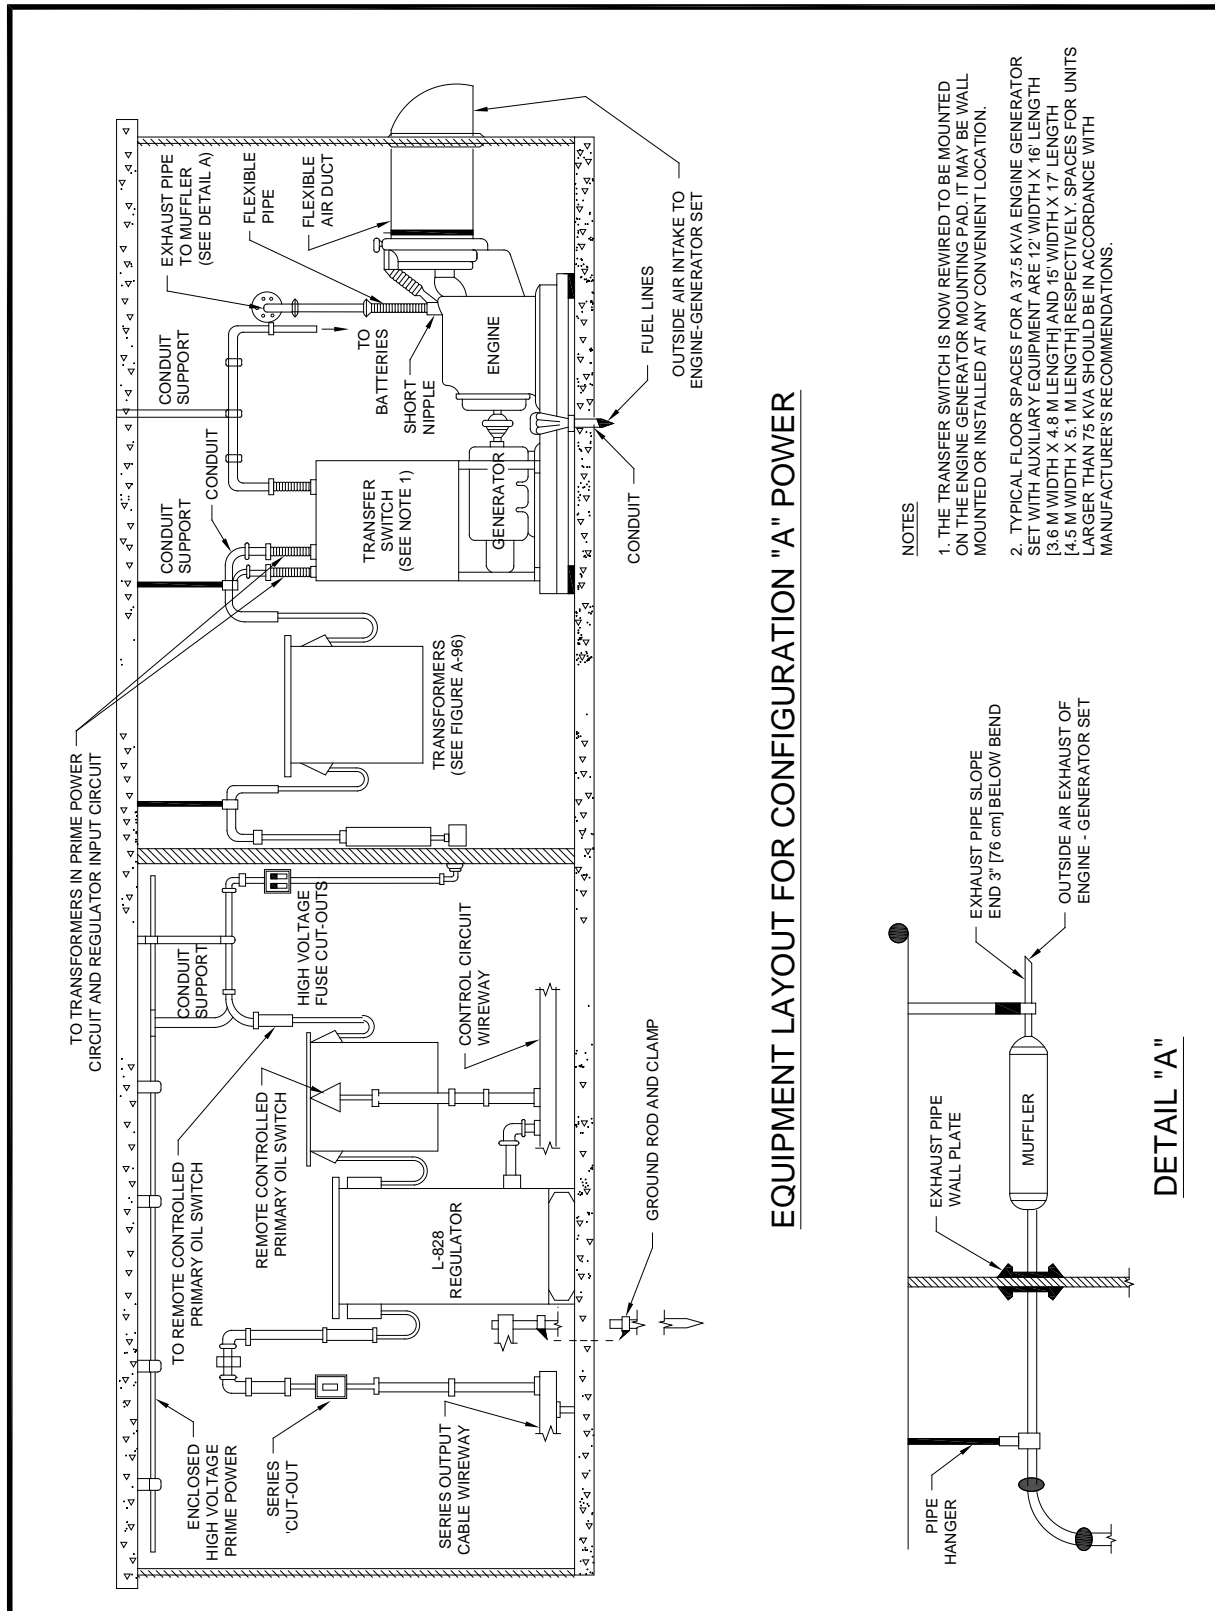 TO TRANSFORMERS IN PRIME POWER
CIRCUIT AND REGULATOR INPUT CIRCUIT
ENCLOSED
HIGH VOLTAGE
PRIME POWER
TO REMOTE CONTROLLED
PRIMARY OIL SWITCH
CONDUIT
SUPPORT
CONDUIT
SUPPORT
CONDUIT
CONDUIT
SUPPORT
EXHAUST PIPE
TO MUFFLER
(SEE DETAIL A)
FLEXIBLE
PIPE
FLEXIBLE
AIR DUCT
SERIES
'CUT-OUT
REMOTE CONTROLLED
PRIMARY OIL SWITCH
HIGH VOLTAGE
FUSE CUT-OUTS
TO
BATTERIES
SHORT
NIPPLE
L-828
REGULATOR
CONTROL CIRCUIT
WIREWAY
TRANSFORMERS
(SEE FIGURE A-96)
TRANSFER
SWITCH
(SEE NOTE 1)
GENERATOR
ENGINE
SERIES OUTPUT
CABLE WIREWAY
GROUND ROD AND CLAMP
CONDUIT
FUEL LINES
OUTSIDE AIR INTAKE TO
ENGINE-GENERATOR SET
EQUIPMENT LAYOUT FOR CONFIGURATION "A" POWER
PIPE
HANGER
EXHAUST PIPE
WALL PLATE
MUFFLER
EXHAUST PIPE SLOPE
END 3" [76 cm] BELOW BEND
OUTSIDE AIR EXHAUST OF
ENGINE - GENERATOR SET
DETAIL "A"
NOTES
1. THE TRANSFER SWITCH IS NOW REWIRED TO BE MOUNTED
ON THE ENGINE GENERATOR MOUNTING PAD. IT MAY BE WALL
MOUNTED OR INSTALLED AT ANY CONVENIENT LOCATION.
2. TYPICAL FLOOR SPACES FOR A 37.5 KVA ENGINE GENERATOR
SET WITH AUXILIARY EQUIPMENT ARE 12' WIDTH X 16' LENGTH
[3.6 M WIDTH X 4.8 M LENGTH] AND 15' WIDTH X 17' LENGTH
[4.5 M WIDTH X 5.1 M LENGTH] RESPECTIVELY. SPACES FOR UNITS
LARGER THAN 75 KVA SHOULD BE IN ACCORDANCE WITH
MANUFACTURER'S RECOMMENDATIONS.